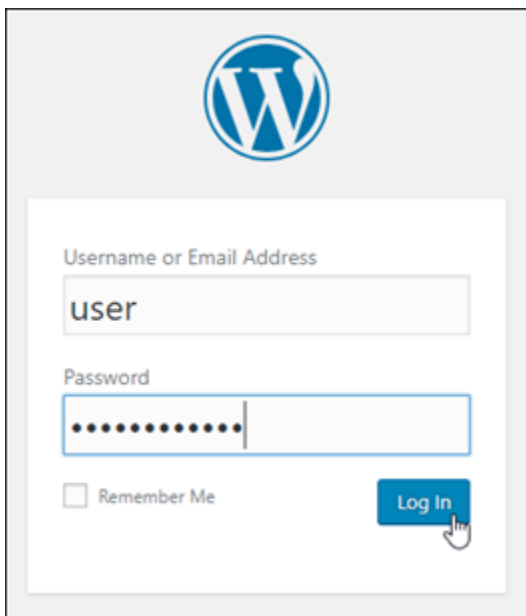 Username or Email Address
user
Password
••••••••••••
Remember Me
Log In